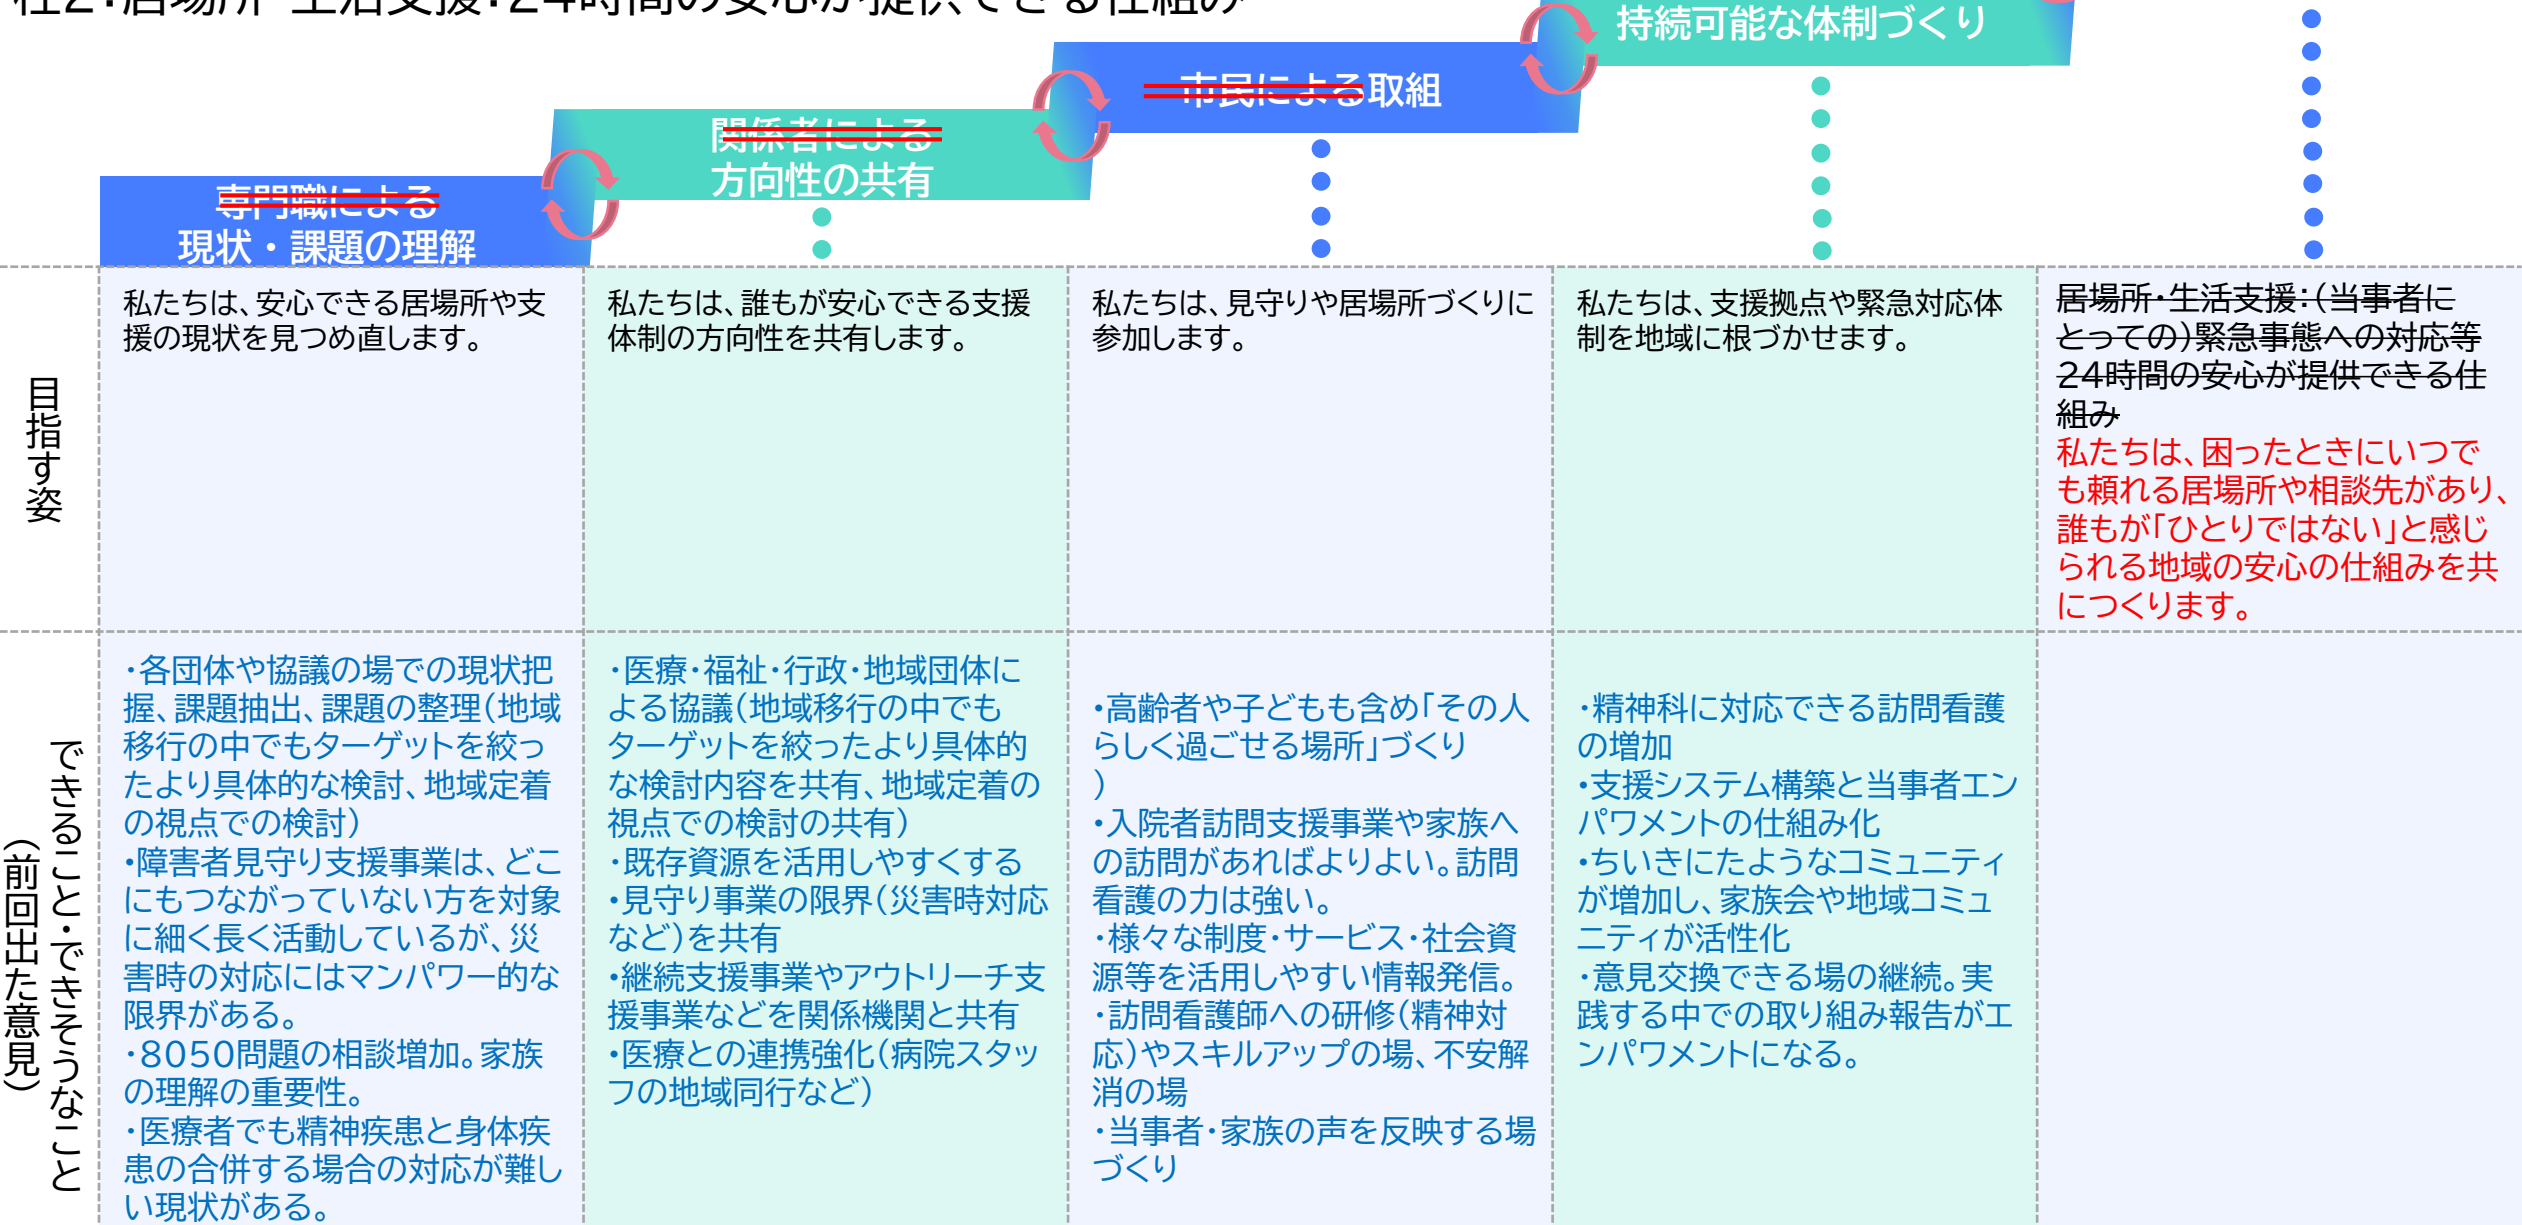 柱2：居場所・生活支援：24時間の安心が提供できる仕組み
持続可能な体制づくり
市民による取組
関係者による
方向性の共有
専門職による
現状・課題の理解
目指す姿
私たちは、安心できる居場所や支
援の現状を見つめ直します。
私たちは、誰もが安心できる支援
体制の方向性を共有します。
私たちは、見守りや居場所づくりに
参加します。
私たちは、支援拠点や緊急対応体
制を地域に根づかせます。
居場所・生活支援：（当事者に
とっての）緊急事態への対応等
24時間の安心が提供できる仕
組み
私たちは、困ったときにいつで
も頼れる居場所や相談先があり、
誰もが「ひとりではない」と感じ
られる地域の安心の仕組みを共
につくります。
できること・できそうなこと
（前回出た意見）
・各団体や協議の場での現状把
握、課題抽出、課題の整理（地域
移行の中でもターゲットを絞っ
たより具体的な検討、地域定着
の視点での検討）
・障害者見守り支援事業は、どこ
にもつながっていない方を対象
に細く長く活動しているが、災
害時の対応にはマンパワー的な
限界がある。
・8050問題の相談増加。家族
の理解の重要性。
・医療者でも精神疾患と身体疾
患の合併する場合の対応が難し
い現状がある。
・医療・福祉・行政・地域団体に
よる協議（地域移行の中でも
ターゲットを絞ったより具体的
な検討内容を共有、地域定着の
視点での検討の共有）
・既存資源を活用しやすくする
・見守り事業の限界（災害時対応
など）を共有
・継続支援事業やアウトリーチ支
援事業などを関係機関と共有
・医療との連携強化（病院スタッ
フの地域同行など）
・高齢者や子どもも含め「その人
らしく過ごせる場所」づくり
）
・入院者訪問支援事業や家族へ
の訪問があればよりよい。訪問
看護の力は強い。
・様々な制度・サービス・社会資
源等を活用しやすい情報発信。
・訪問看護師への研修（精神対
応）やスキルアップの場、不安解
消の場
・当事者・家族の声を反映する場
づくり
・精神科に対応できる訪問看護
の増加
・支援システム構築と当事者エン
パワメントの仕組み化
・ちいきにたようなコミュニティ
が増加し、家族会や地域コミュ
ニティが活性化
・意見交換できる場の継続。実
践する中での取り組み報告がエ
ンパワメントになる。